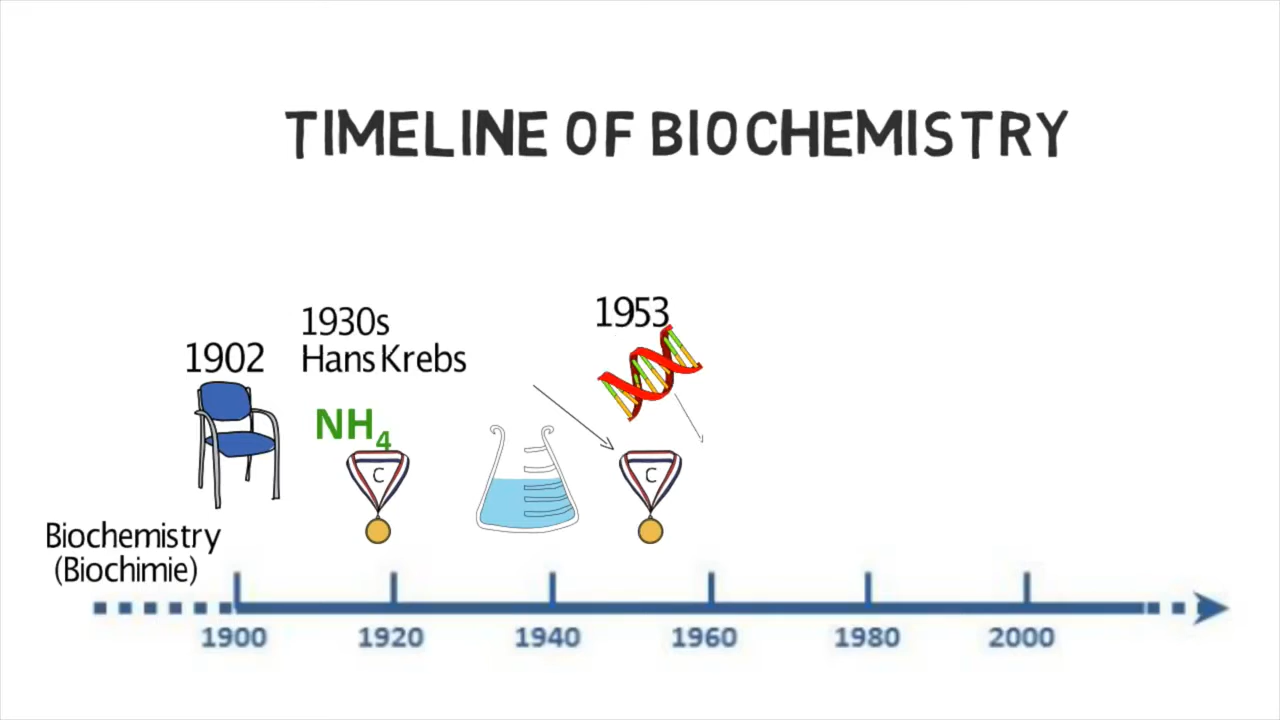 TIMELINE OF BIOCHEMISTRY
1953
1930s
Hans Krebs
1902
NH₄
C
C
Biochemistry
(Biochimie)
1900 1920 1940 1960 1980 2000